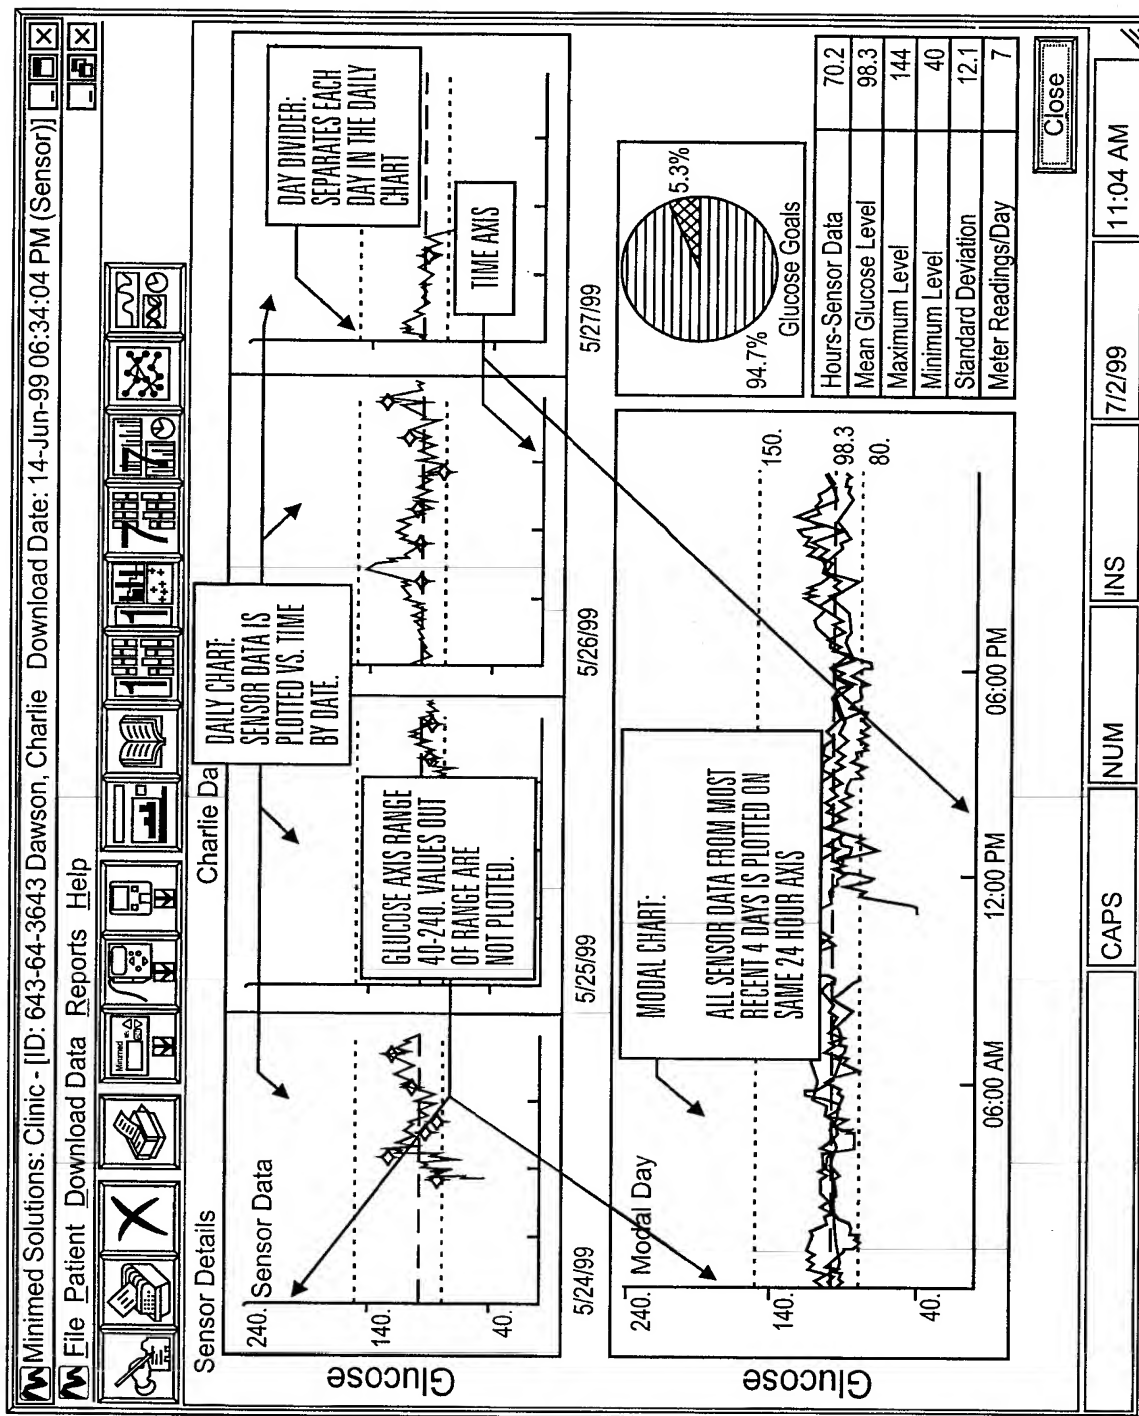 Minimed Solutions: Clinic - [ID: 643-64-3643 Dawson, Charlie Download Date: 14-Jun-99 06:34:04 PM (Sensor)]
File Patient Download Data Reports Help
Minimed
1
1
7
7
Sensor Details
Charlie Da
Sensor Data
DAILY CHART:
SENSOR DATA IS
PLOTTED VS. TIME
BY DATE.
DAY DIVIDER:
SEPARATES EACH
DAY IN THE DAILY
CHART
GLUCOSE AXIS RANGE
40-240. VALUES OUT
OF RANGE ARE
NOT PLOTTED.
TIME AXIS
Glucose
240.
140.
40.
5/24/99
5/25/99
5/26/99
5/27/99
Modal Day
MODAL CHART:
ALL SENSOR DATA FROM MOST
RECENT 4 DAYS IS PLOTTED ON
SAME 24 HOUR AXIS
Glucose
240.
140.
40.
150.
98.3
80.
06:00 AM
12:00 PM
06:00 PM
94.7%
5.3%
Glucose Goals
Hours-Sensor Data 70.2
Mean Glucose Level 98.3
Maximum Level 144
Minimum Level 40
Standard Deviation 12.1
Meter Readings/Day 7
Close
CAPS
NUM
INS
7/2/99
11:04 AM